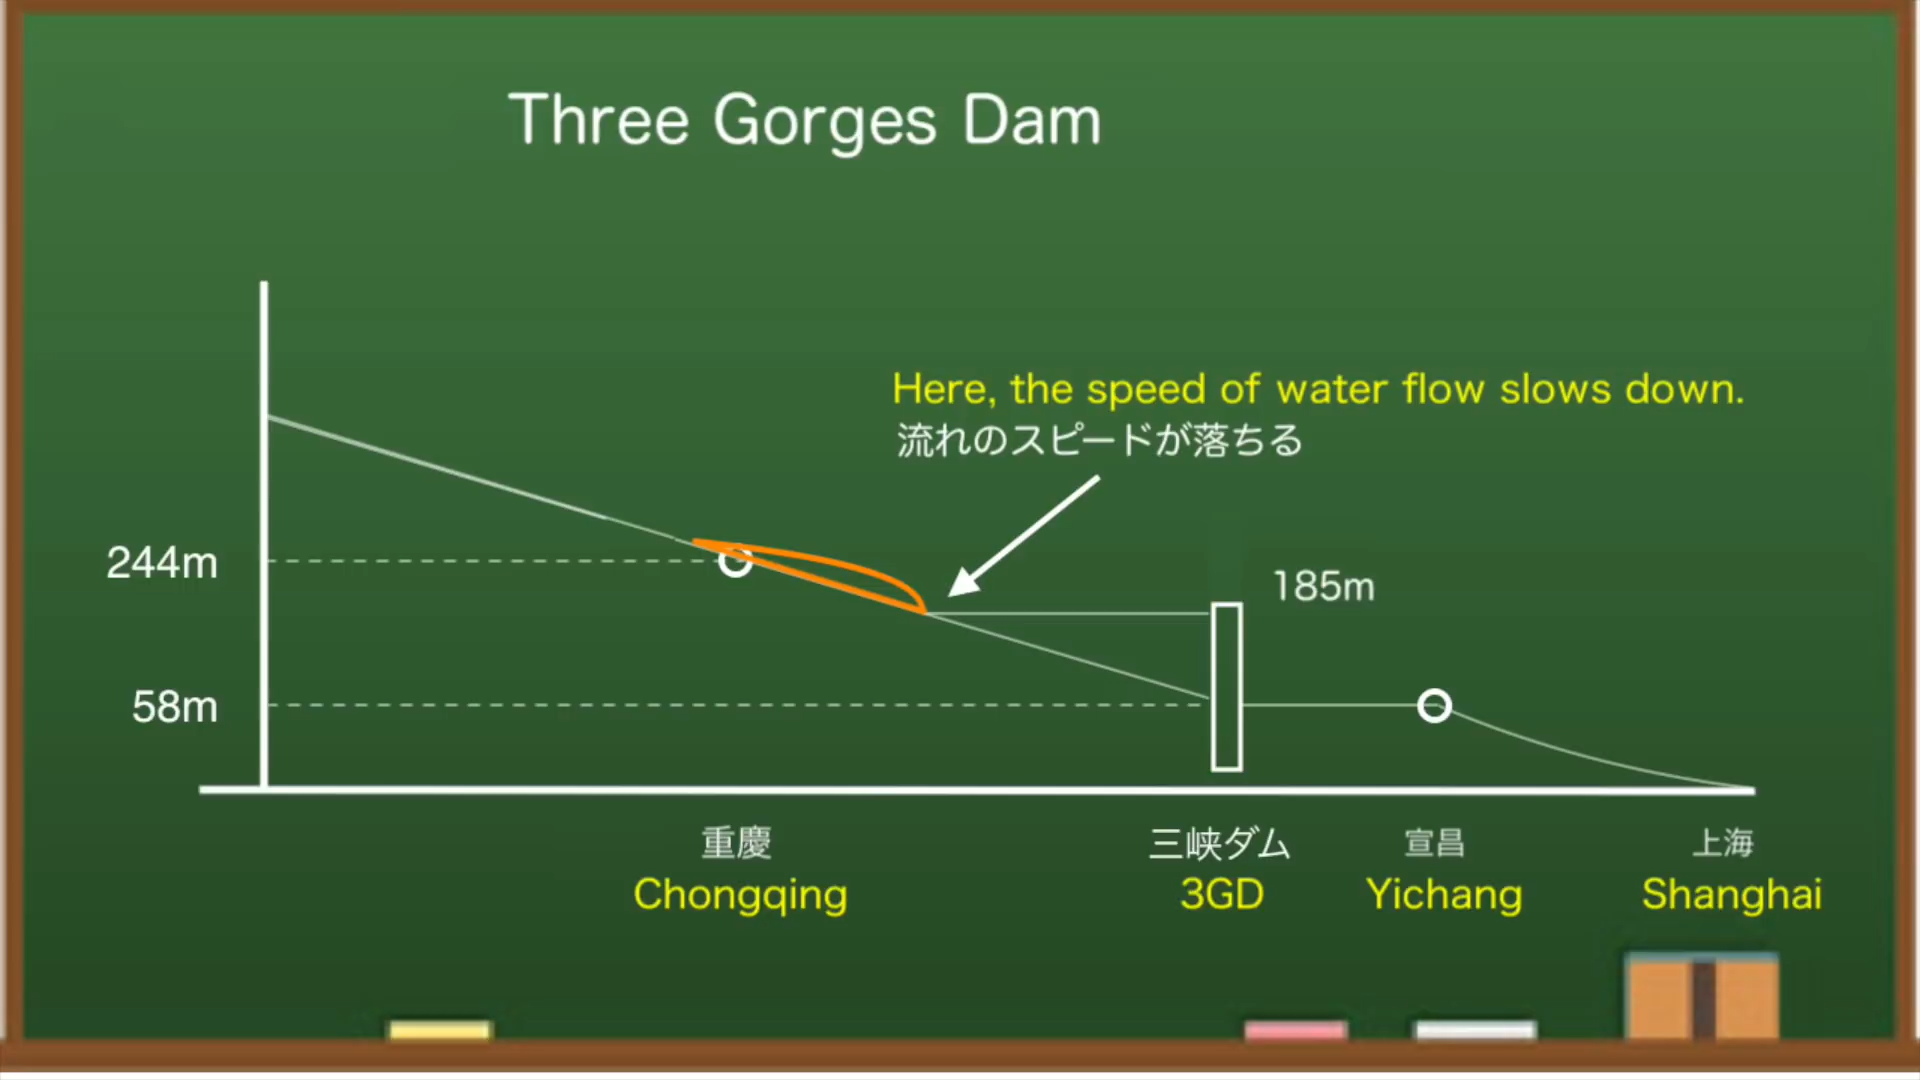 Three Gorges Dam
Here, the speed of water flow slows down.
流れのスピードが落ちる
244m
185m
58m
重慶
三峡ダム
宣昌
上海
Chongqing
3GD
Yichang
Shanghai